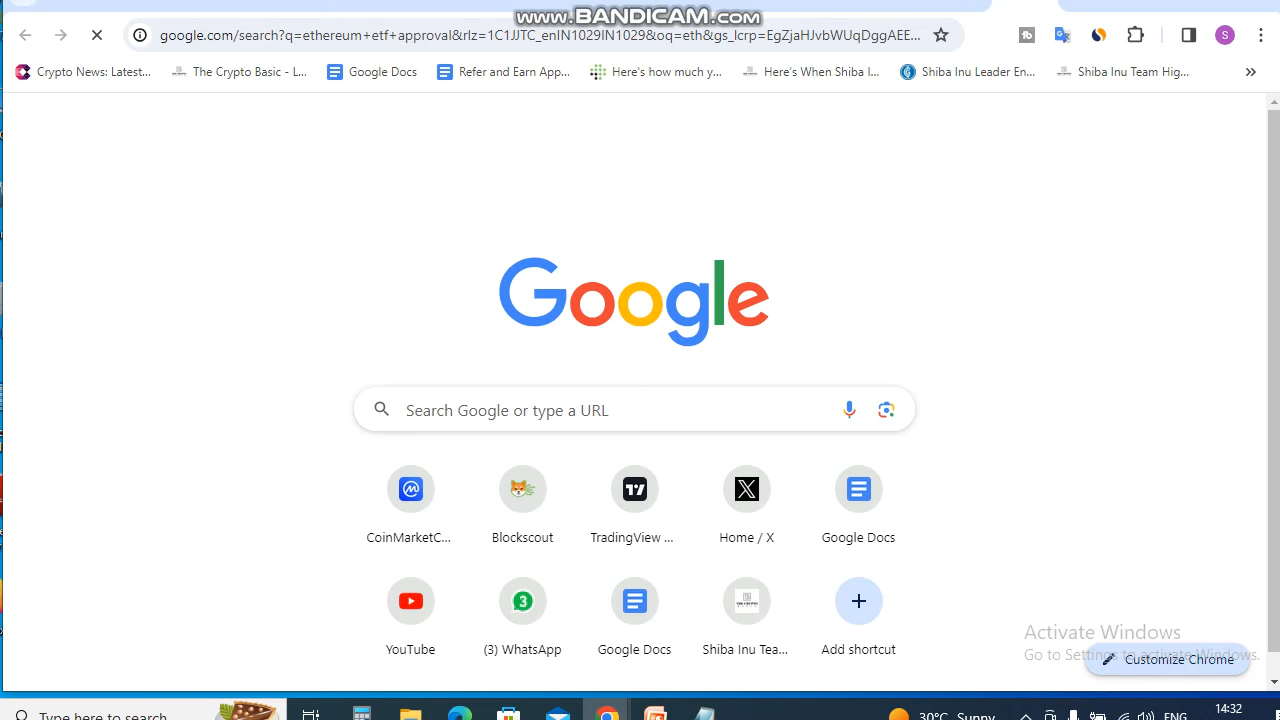 www.BANDICAM.com
google.com/search?q=ethereum+etf+approval&rlz=1C1JJTC_enIN1029IN1029&oq=eth&gs_lcrp=EgZjaHJvbWUqDggAEE...
S
Crypto News: Latest...
The Crypto Basic - L...
Google Docs
Refer and Earn App...
Here's how much y...
Here's When Shiba I...
Shiba Inu Leader En...
Shiba Inu Team Hig...
Google
Search Google or type a URL
CoinMarketC...
Blockscout
TradingView ...
Home / X
Google Docs
3
YouTube
(3) WhatsApp
Google Docs
Shiba Inu Tea...
Add shortcut
Activate Windows
Go to Settings to activate Windows.
Customize Chrome
Type here to search
30°C Sunny
ENG
14:32